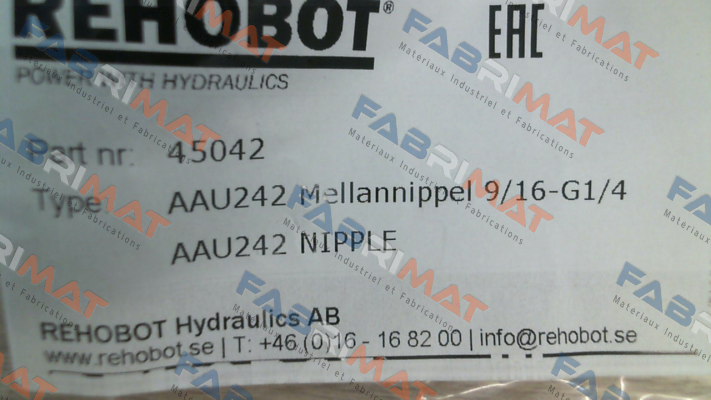 REHOBOT®
EAC
POWER WITH HYDRAULICS
Part nr: 45042
Type: AAU242 Mellannippel 9/16-G1/4
AAU242 NIPPLE
REHOBOT Hydraulics AB
www.rehobot.se | T: +46 (0)16 - 16 82 00 | info@rehobot.se
FABRIMAT
Matériaux Industriel et Fabrications